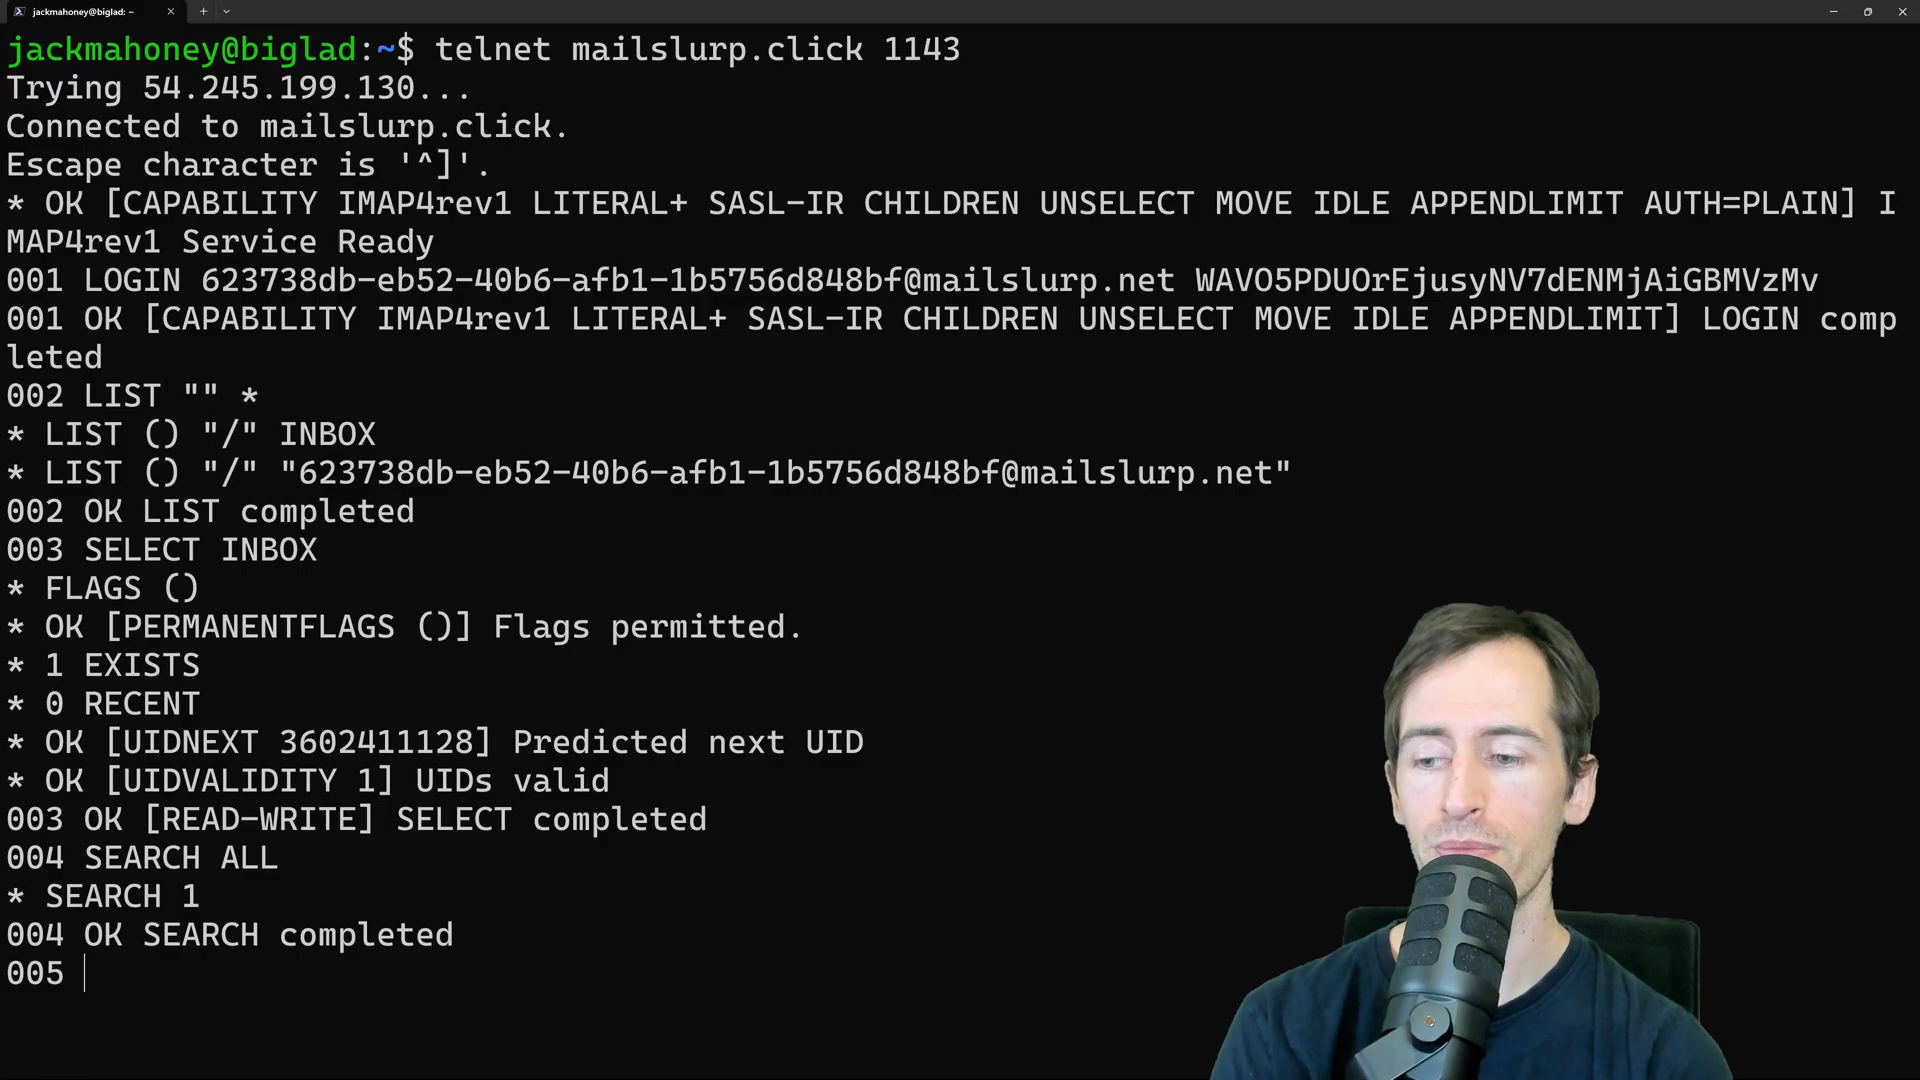 jackmahoney@biglad: ~
jackmahoney@biglad:~$ telnet mailslurp.click 1143
Trying 54.245.199.130...
Connected to mailslurp.click.
Escape character is '^]'.
* OK [CAPABILITY IMAP4rev1 LITERAL+ SASL-IR CHILDREN UNSELECT MOVE IDLE APPENDLIMIT AUTH=PLAIN] I
MAP4rev1 Service Ready
001 LOGIN 623738db-eb52-40b6-afb1-1b5756d848bf@mailslurp.net WAVO5PDUOrEjusyNV7dENMjAiGBMVzMv
001 OK [CAPABILITY IMAP4rev1 LITERAL+ SASL-IR CHILDREN UNSELECT MOVE IDLE APPENDLIMIT] LOGIN comp
leted
002 LIST "" *
* LIST () "/" INBOX
* LIST () "/" "623738db-eb52-40b6-afb1-1b5756d848bf@mailslurp.net"
002 OK LIST completed
003 SELECT INBOX
* FLAGS ()
* OK [PERMANENTFLAGS ()] Flags permitted.
* 1 EXISTS
* 0 RECENT
* OK [UIDNEXT 3602411128] Predicted next UID
* OK [UIDVALIDITY 1] UIDs valid
003 OK [READ-WRITE] SELECT completed
004 SEARCH ALL
* SEARCH 1
004 OK SEARCH completed
005